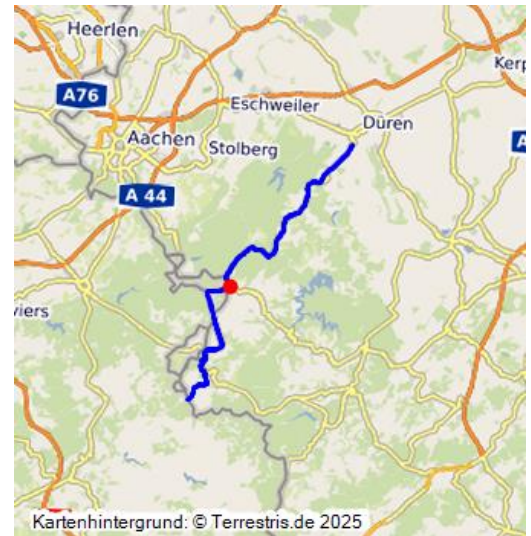 Heerlen
A76
Kerp
Eschweiler
Düren
Aachen
Stolberg
A
A 44
viers
Kartenhintergrund: © Terrestris.de 2025